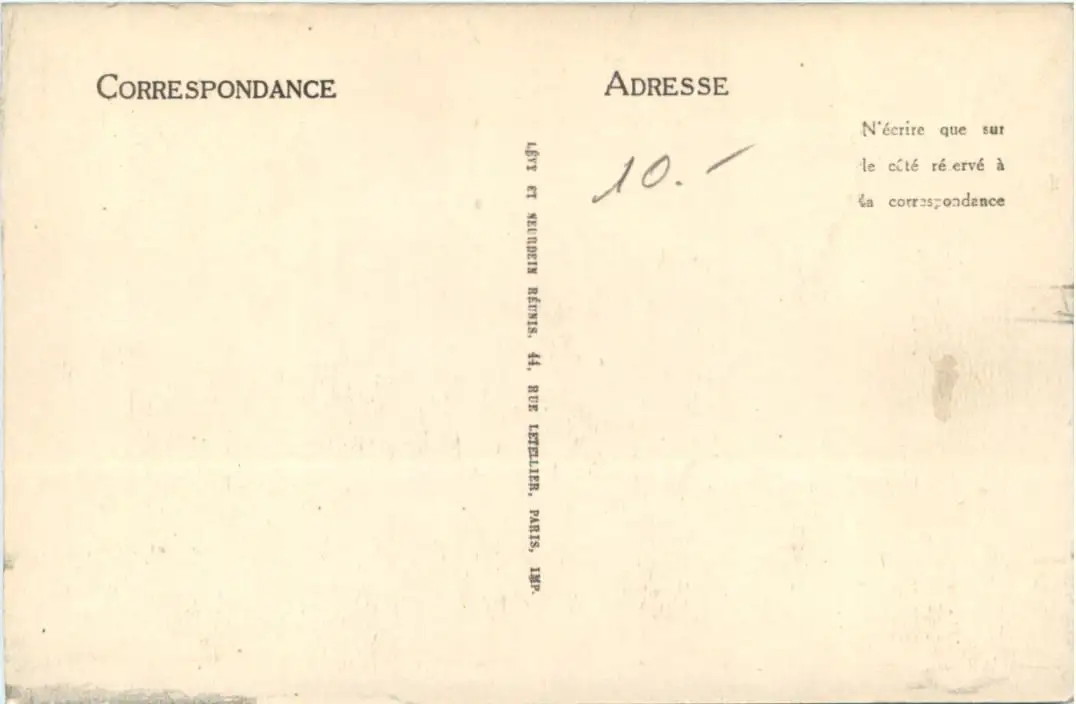 CORRESPONDANCE
ADRESSE
10.-
N'écrire que sur
le côté réservé à
la correspondance
LÉVY ET NEURDEIN RÉUNIS, 44, RUE LETELLIER, PARIS, IMP.